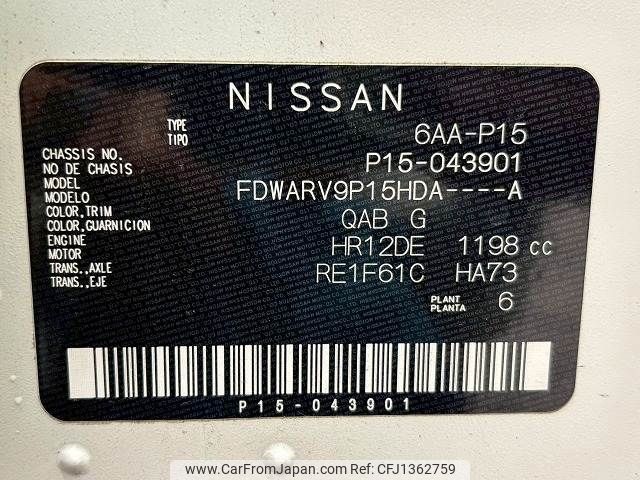 NISSAN
TYPE 6AA-P15
TIPO
CHASSIS NO. P15-043901
NO DE CHASIS
MODEL FDWARV9P15HDA----A
MODELO
COLOR,TRIM QAB G
COLOR,GUARNICION
ENGINE HR12DE 1198 cc
MOTOR
TRANS.,AXLE RE1F61C HA73
TRANS.,EJE
PLANT 6
PLANTA
P15-043901
www.CarFromJapan.com | © CarFromJapan | CFJ1362759